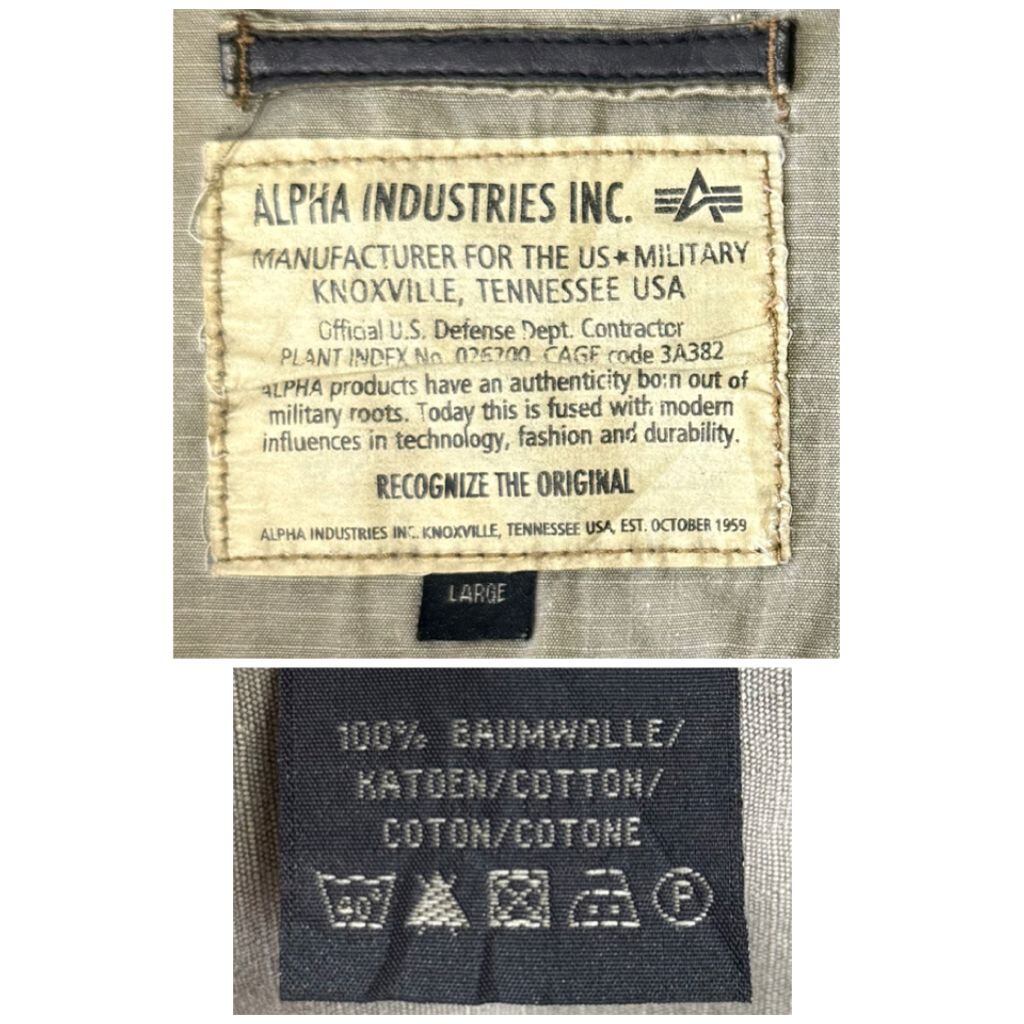 ALPHA INDUSTRIES INC.
MANUFACTURER FOR THE US★MILITARY
KNOXVILLE, TENNESSEE USA
Official U.S. Defense Dept. Contractor
PLANT INDEX No. 026700 CAGE code 3A382
ALPHA products have an authenticity born out of
military roots. Today this is fused with modern
influences in technology, fashion and durability.
RECOGNIZE THE ORIGINAL
ALPHA INDUSTRIES INC. KNOXVILLE, TENNESSEE USA, EST. OCTOBER 1959
LARGE
100% BAUMWOLLE/
KATOEN/COTTON/
COTON/COTONE
40° P